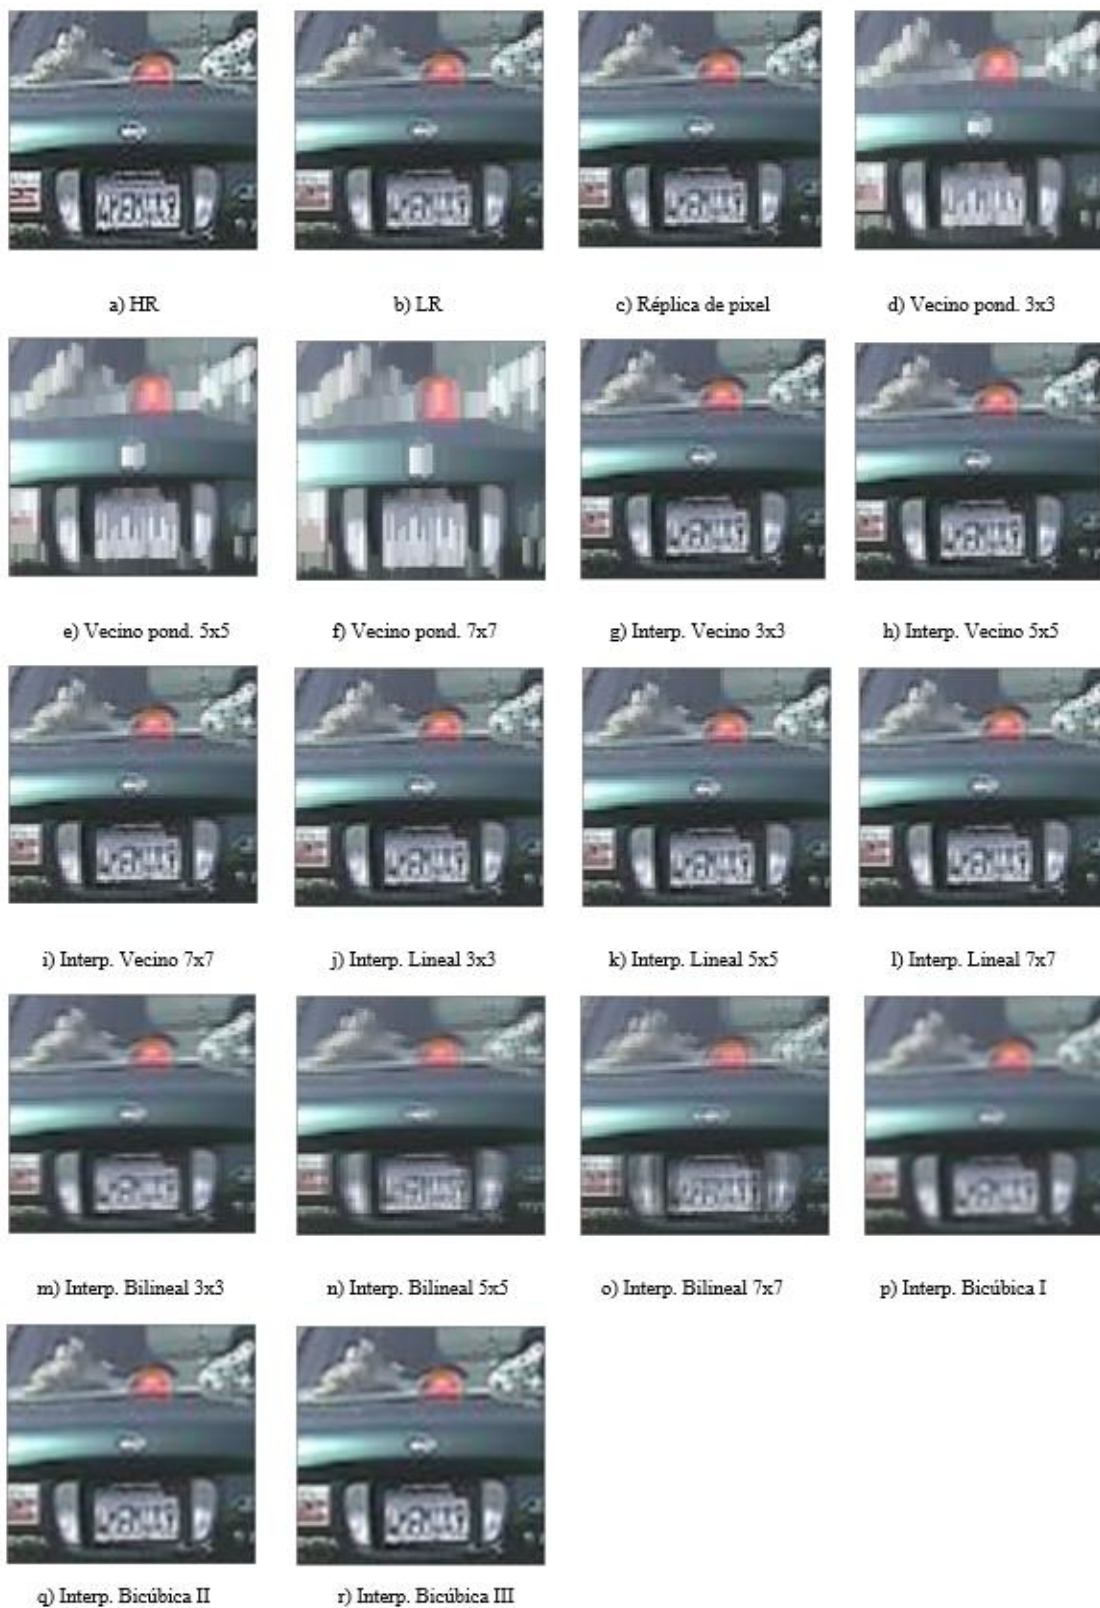 a) HR
b) LR
c) Réplica de pixel
d) Vecino pond. 3x3
e) Vecino pond. 5x5
f) Vecino pond. 7x7
g) Interp. Vecino 3x3
h) Interp. Vecino 5x5
i) Interp. Vecino 7x7
j) Interp. Lineal 3x3
k) Interp. Lineal 5x5
l) Interp. Lineal 7x7
m) Interp. Bilineal 3x3
n) Interp. Bilineal 5x5
o) Interp. Bilineal 7x7
p) Interp. Bicúbica I
q) Interp. Bicúbica II
r) Interp. Bicúbica III